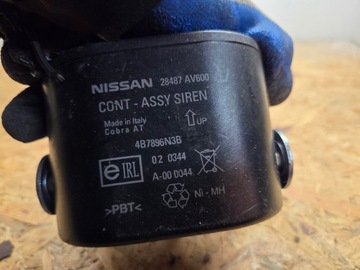 NISSAN 28487 AV600
CONT - ASSY SIREN
Made in Italy
Cobra AT
UP
4B7896N3B
e IRL
02 0344
A-00 0044
NI - MH
>PBT<